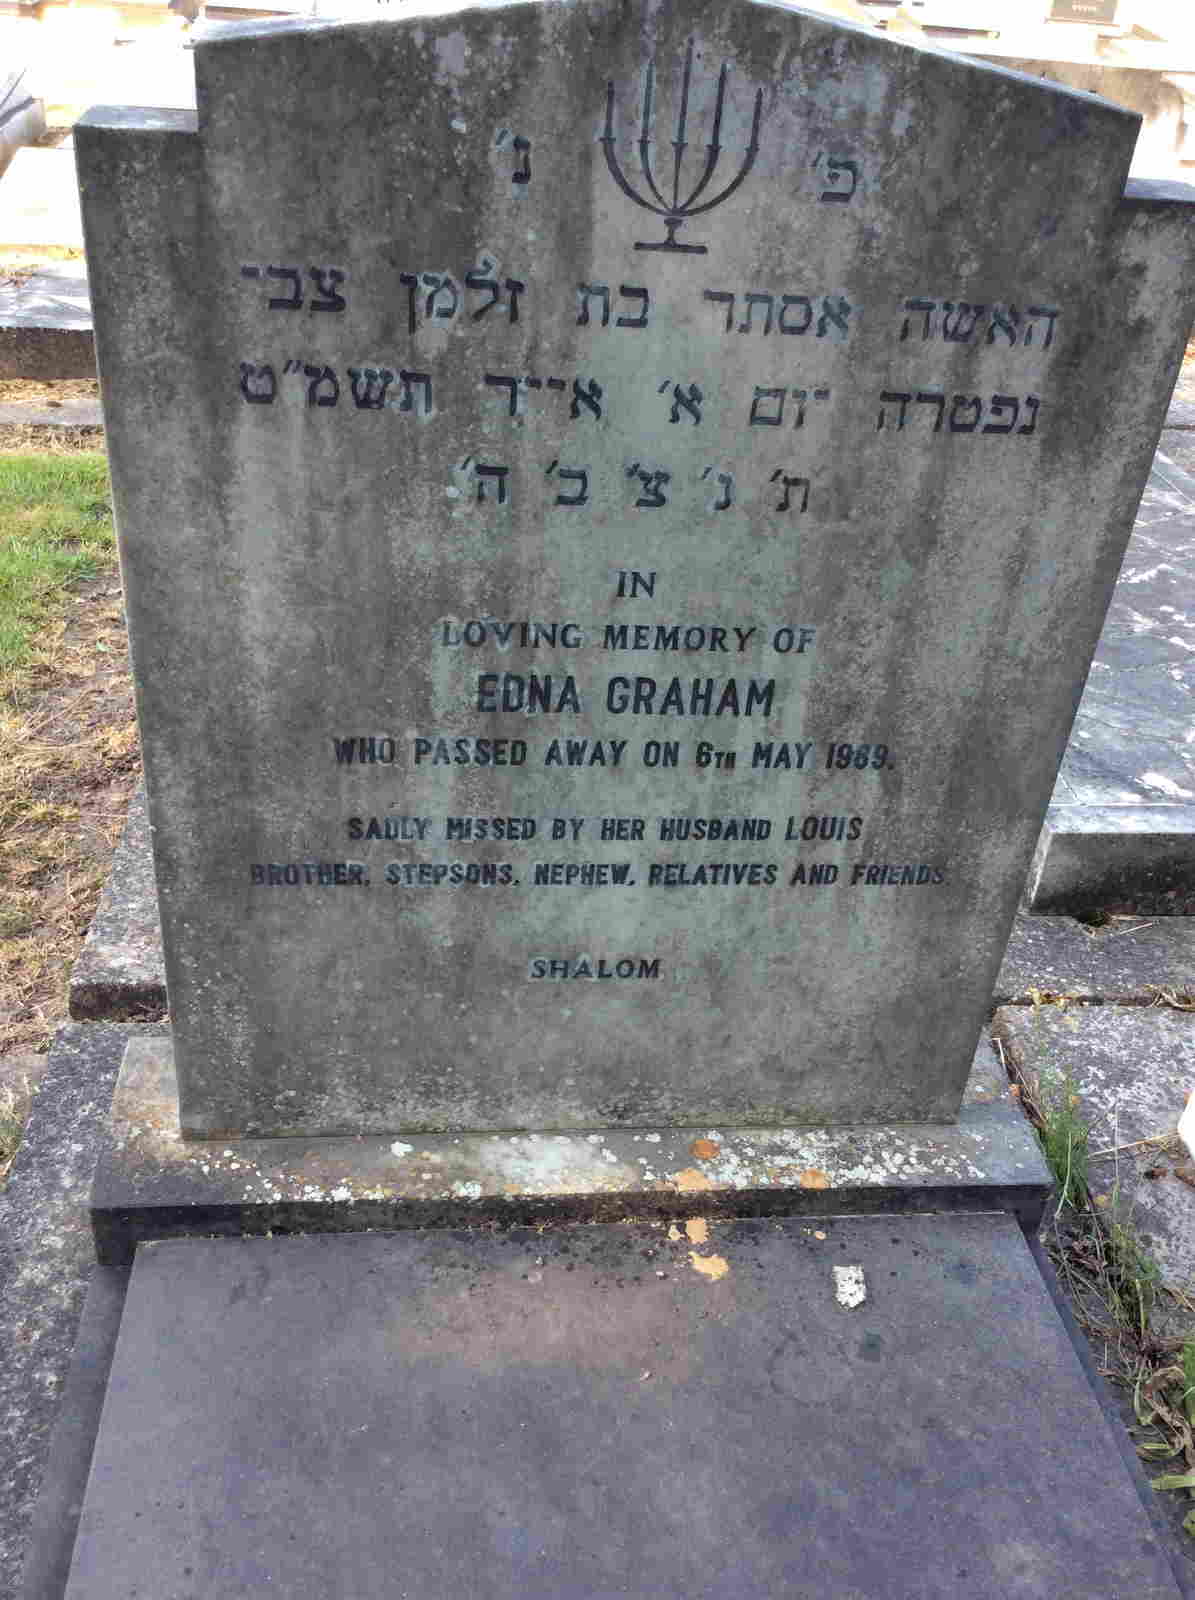 פ׳ נ׳
האשה אסתר בת זלמן צבי
נפטרה יום א׳ אייר תשמ״ט
ת׳ נ׳ צ׳ ב׳ ה׳
IN
LOVING MEMORY OF
EDNA GRAHAM
WHO PASSED AWAY ON 6TH MAY 1989.
SADLY MISSED BY HER HUSBAND LOUIS
BROTHER, STEPSONS, NEPHEW, RELATIVES AND FRIENDS
SHALOM